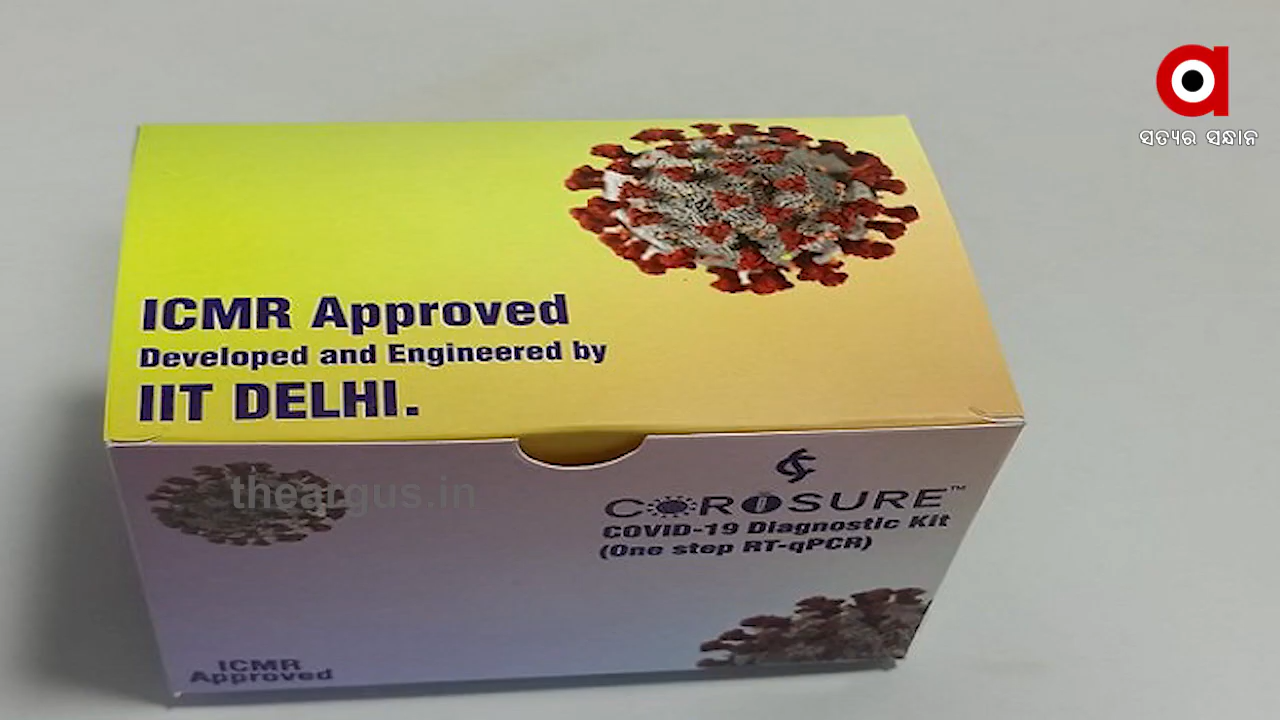 ସତ୍ୟର ସନ୍ଧାନ
ICMR Approved
Developed and Engineered by
IIT DELHI.
theargus.in
COROSURE™
COVID-19 Diagnostic Kit
(One step RT-qPCR)
ICMR
Approved